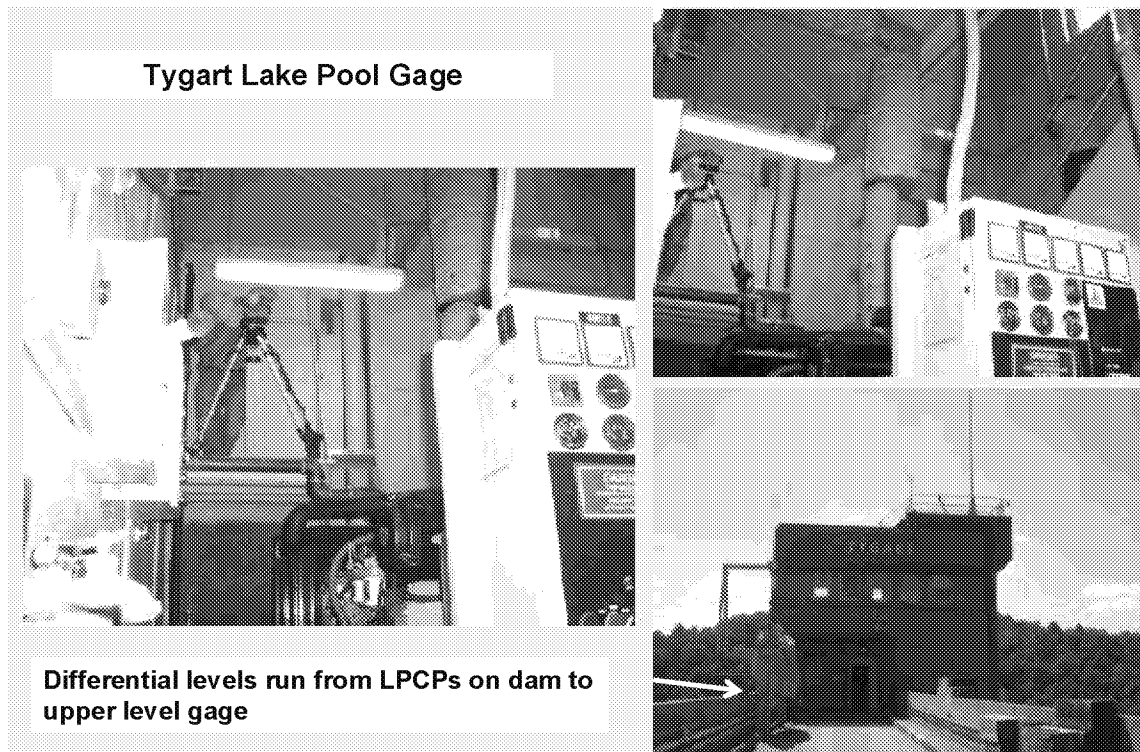 Tygart Lake Pool Gage
Differential levels run from LPCPs on dam to
upper level gage